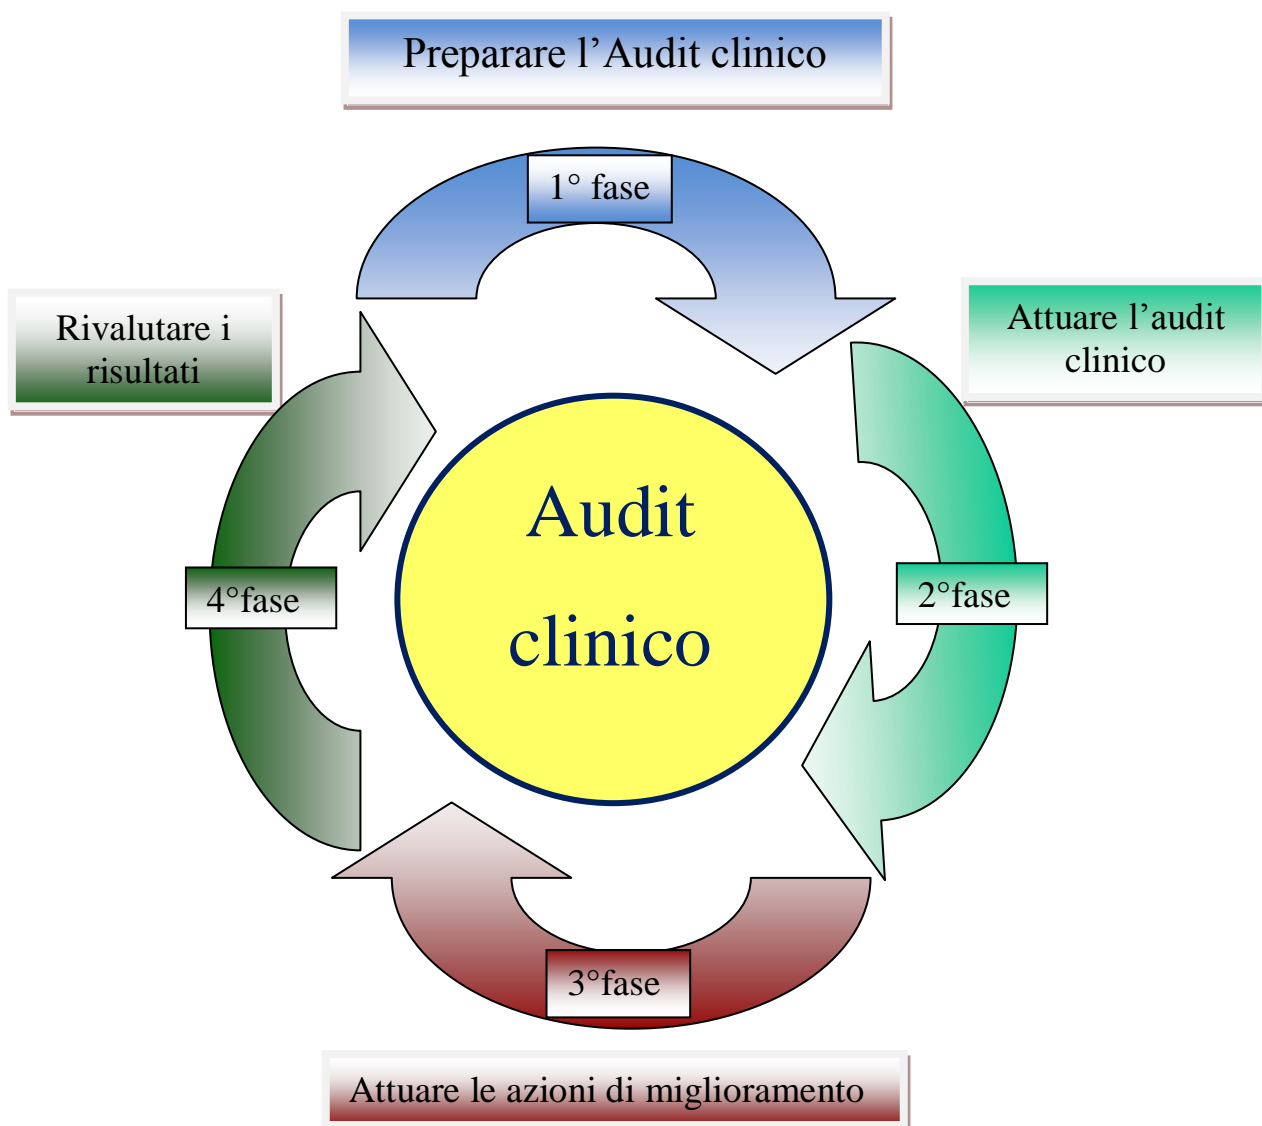 Preparare l’Audit clinico
1° fase
Rivalutare i
risultati
Attuare l’audit
clinico
Audit
clinico
4°fase
2°fase
3°fase
Attuare le azioni di miglioramento